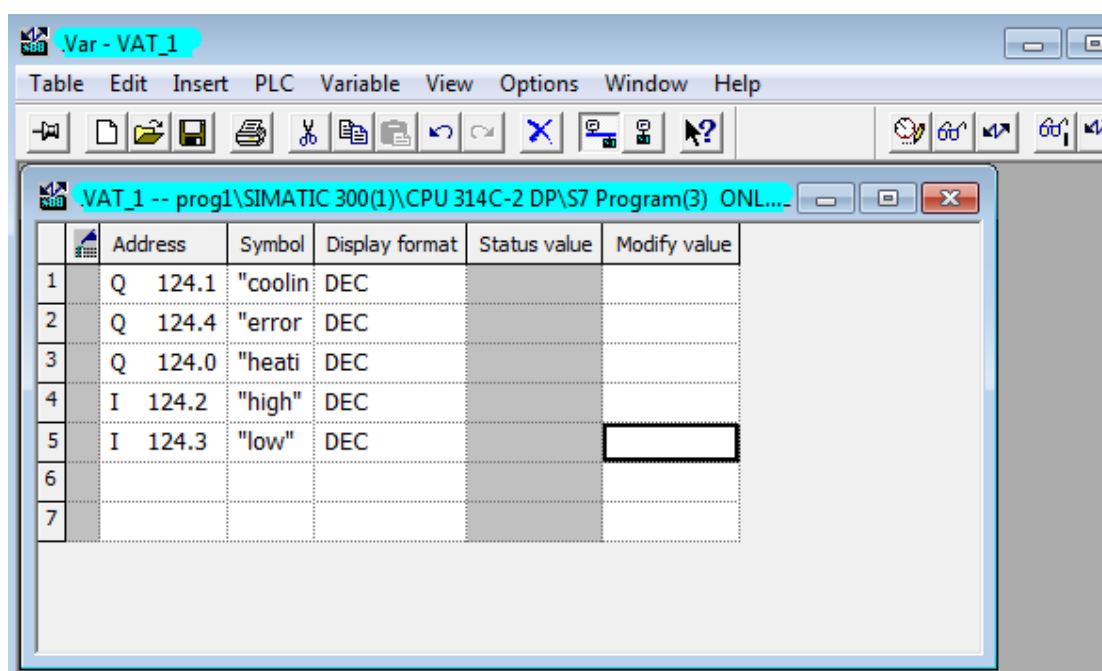 .Var - VAT_1
Table Edit Insert PLC Variable View Options Window Help
.VAT_1 -- prog1\SIMATIC 300(1)\CPU 314C-2 DP\S7 Program(3) ONL...
Address Symbol Display format Status value Modify value
1 Q 124.1 "coolin DEC
2 Q 124.4 "error DEC
3 Q 124.0 "heati DEC
4 I 124.2 "high" DEC
5 I 124.3 "low" DEC
6
7